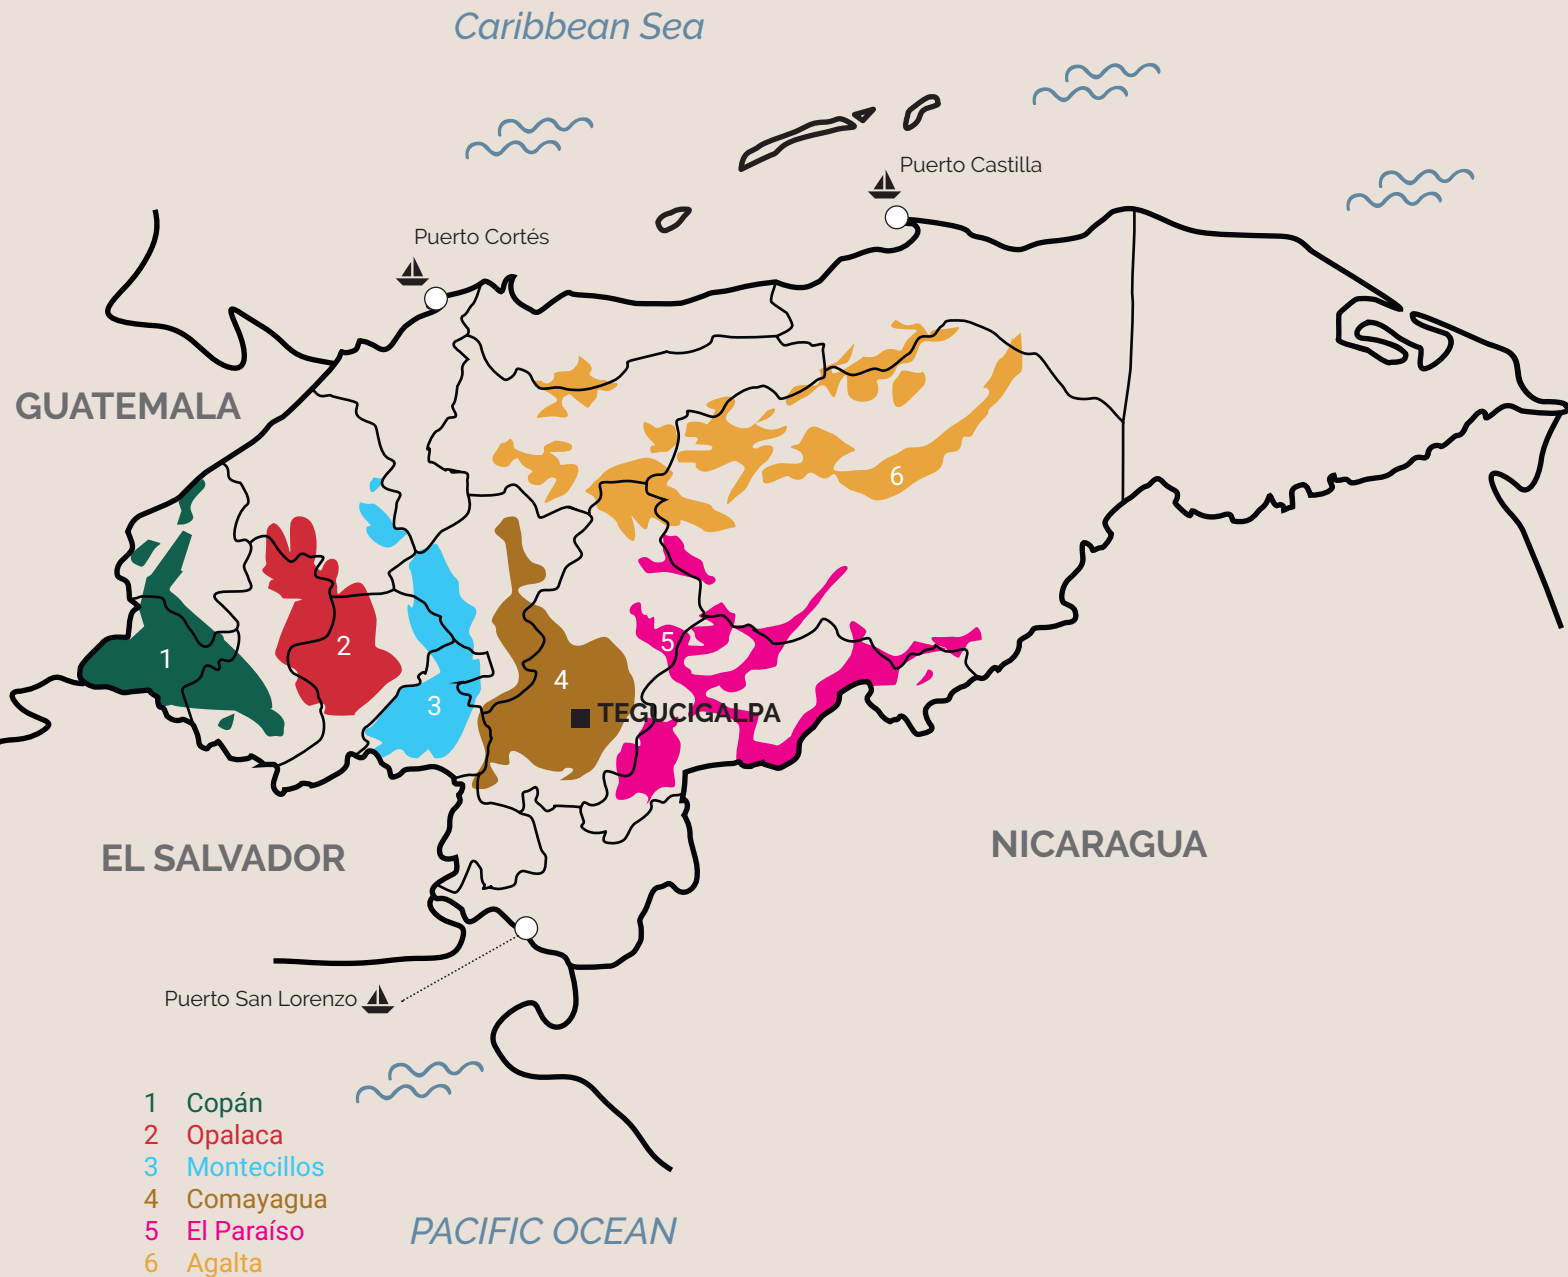 Caribbean Sea
Puerto Castilla
Puerto Cortés
GUATEMALA
6
1
2
5
4
3
TEGUCIGALPA
EL SALVADOR
NICARAGUA
Puerto San Lorenzo
1 Copán
2 Opalaca
3 Montecillos
4 Comayagua
5 El Paraíso
6 Agalta
PACIFIC OCEAN